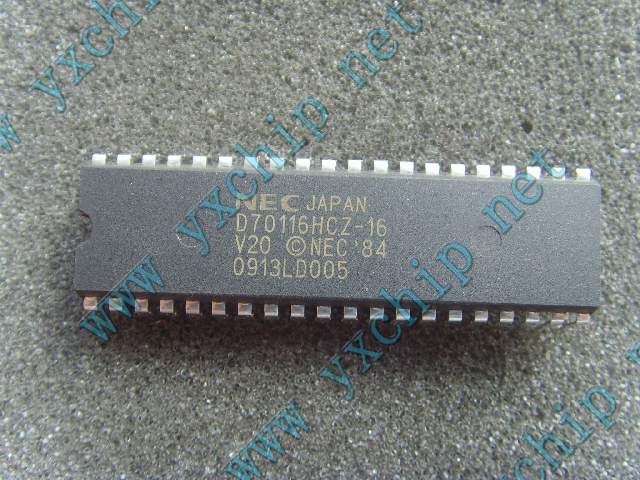 NEC JAPAN
D70116HCZ-16
V20 ©NEC '84
0913LD005
www.yxchip.net
www.yxchip.net
www.yxchip.net